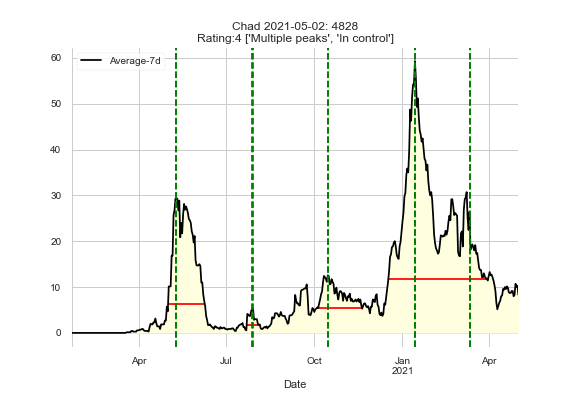 Chad 2021-05-02: 4828
Rating:4 ['Multiple peaks', 'In control']
Average-7d
60
50
40
30
20
10
0
Apr
Jul
Oct
Jan
2021
Apr
Date